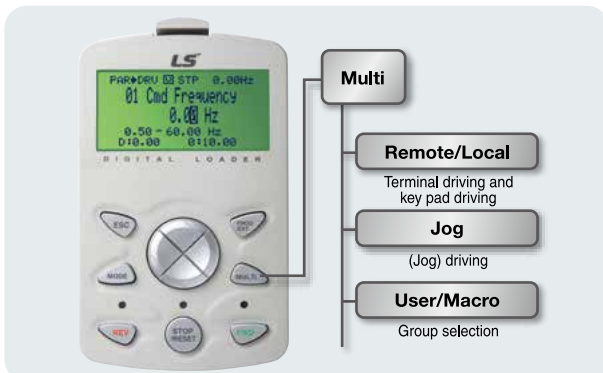 LS
PAR♦DRV STP 0.00Hz
01 Cmd Frequency
0.00 Hz
0.50 - 60.00 Hz
D:0.00 0:10.00
DIGITAL LOADER
ESC
PROG
ENT
MODE
MULTI
REV
STOP
RESET
FWD
Multi
Remote/Local
Terminal driving and
key pad driving
Jog
(Jog) driving
User/Macro
Group selection